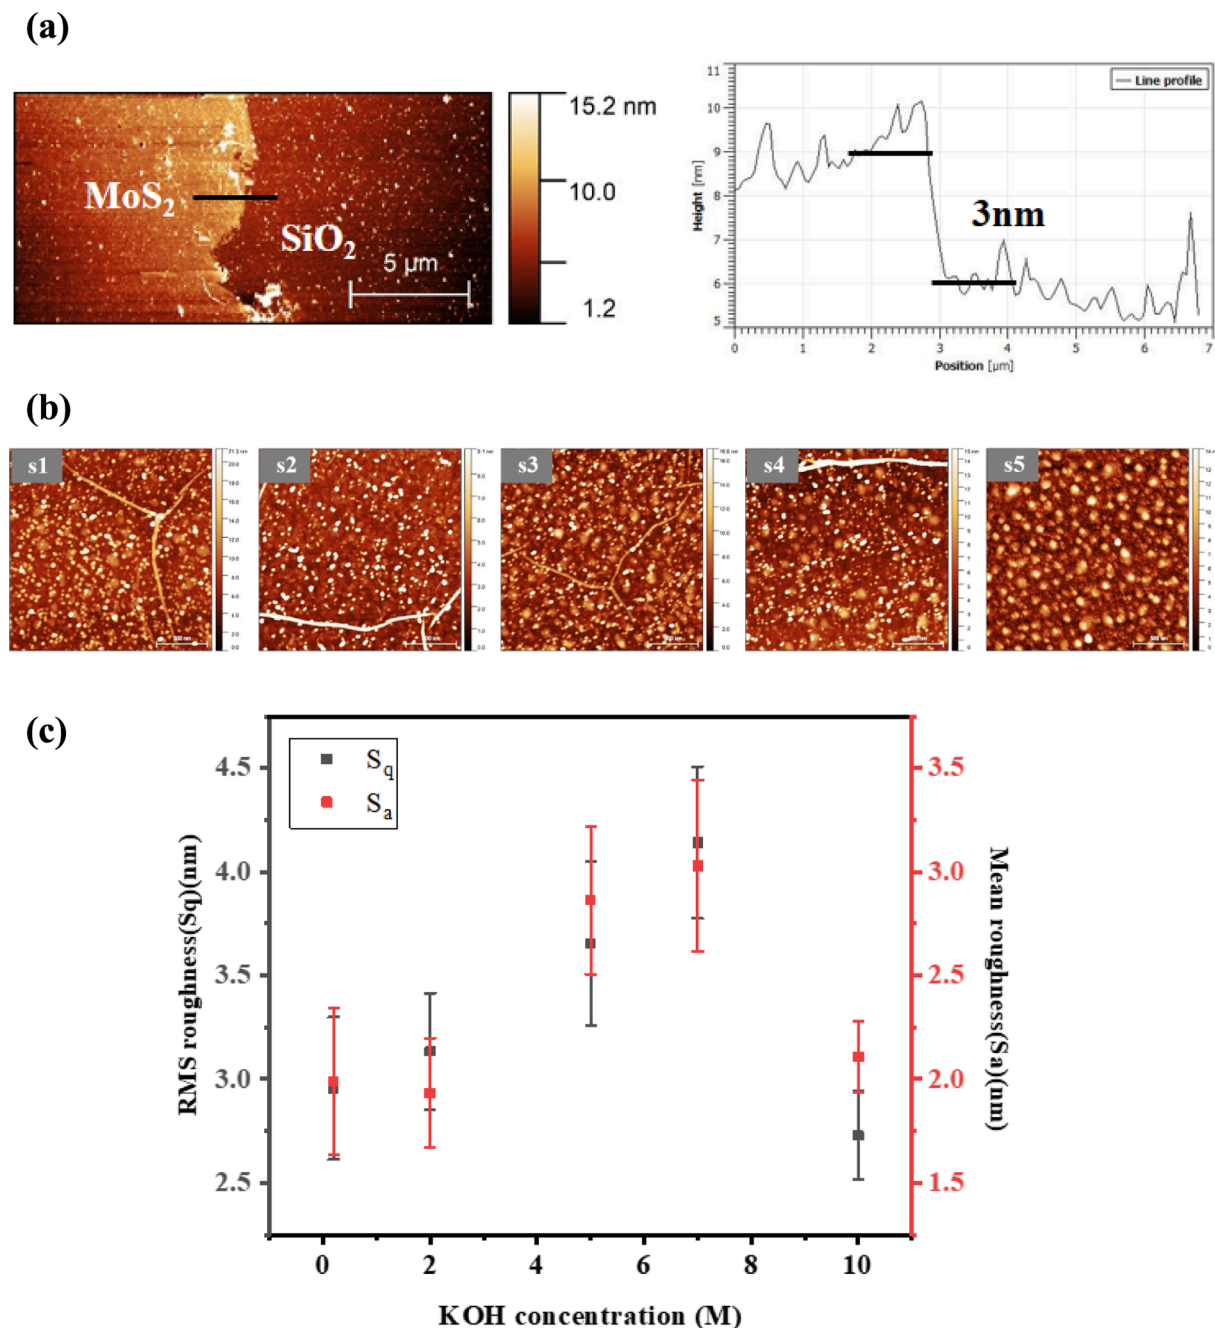 (a)
15.2 nm
10.0
1.2
MoS2
SiO2
5 µm
Line profile
11
10
9
8
7
6
5
Height [nm]
3nm
0 1 2 3 4 5 6 7
Position [µm]
(b)
s1
s2
s3
s4
s5
500 nm
(c)
Sq
Sa
4.5
4.0
3.5
3.0
2.5
RMS roughness(Sq)(nm)
3.5
3.0
2.5
2.0
1.5
Mean roughness(Sa)(nm)
0 2 4 6 8 10
KOH concentration (M)